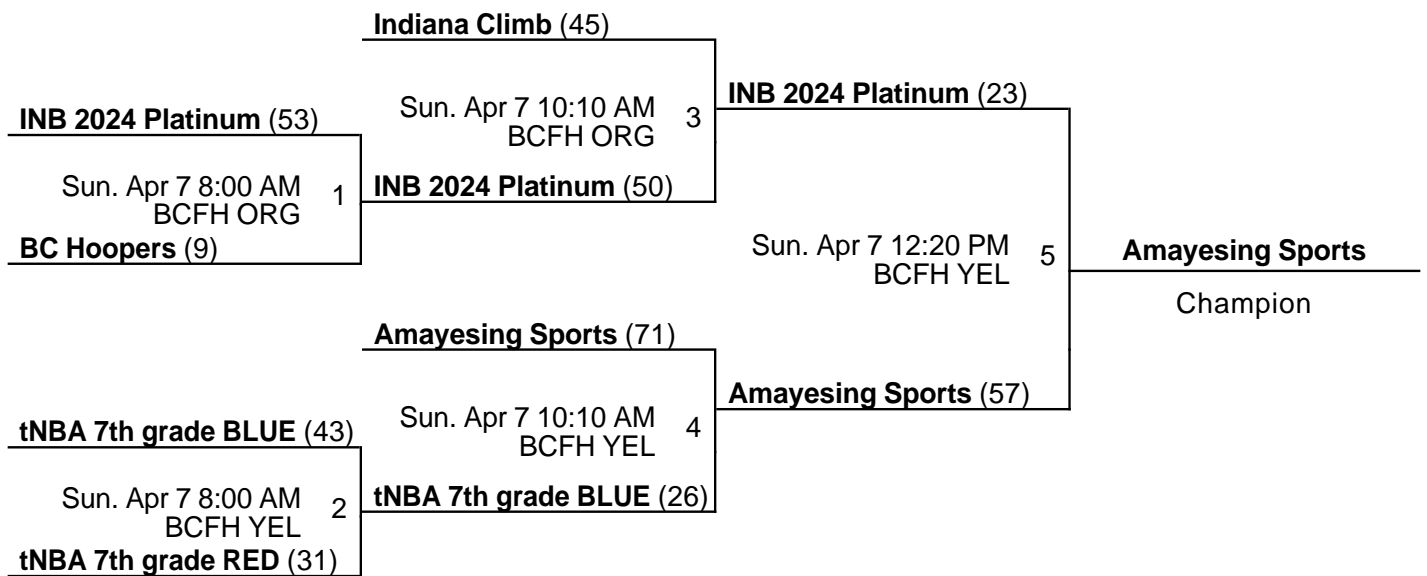 Indiana Climb (45)
INB 2024 Platinum (53)
Sun. Apr 7 10:10 AM
BCFH ORG
3
INB 2024 Platinum (23)
Sun. Apr 7 8:00 AM
BCFH ORG
1
INB 2024 Platinum (50)
BC Hoopers (9)
Sun. Apr 7 12:20 PM
BCFH YEL
5
Amayesing Sports
Champion
Amayesing Sports (71)
Amayesing Sports (57)
tNBA 7th grade BLUE (43)
Sun. Apr 7 10:10 AM
BCFH YEL
4
Sun. Apr 7 8:00 AM
BCFH YEL
2
tNBA 7th grade BLUE (26)
tNBA 7th grade RED (31)